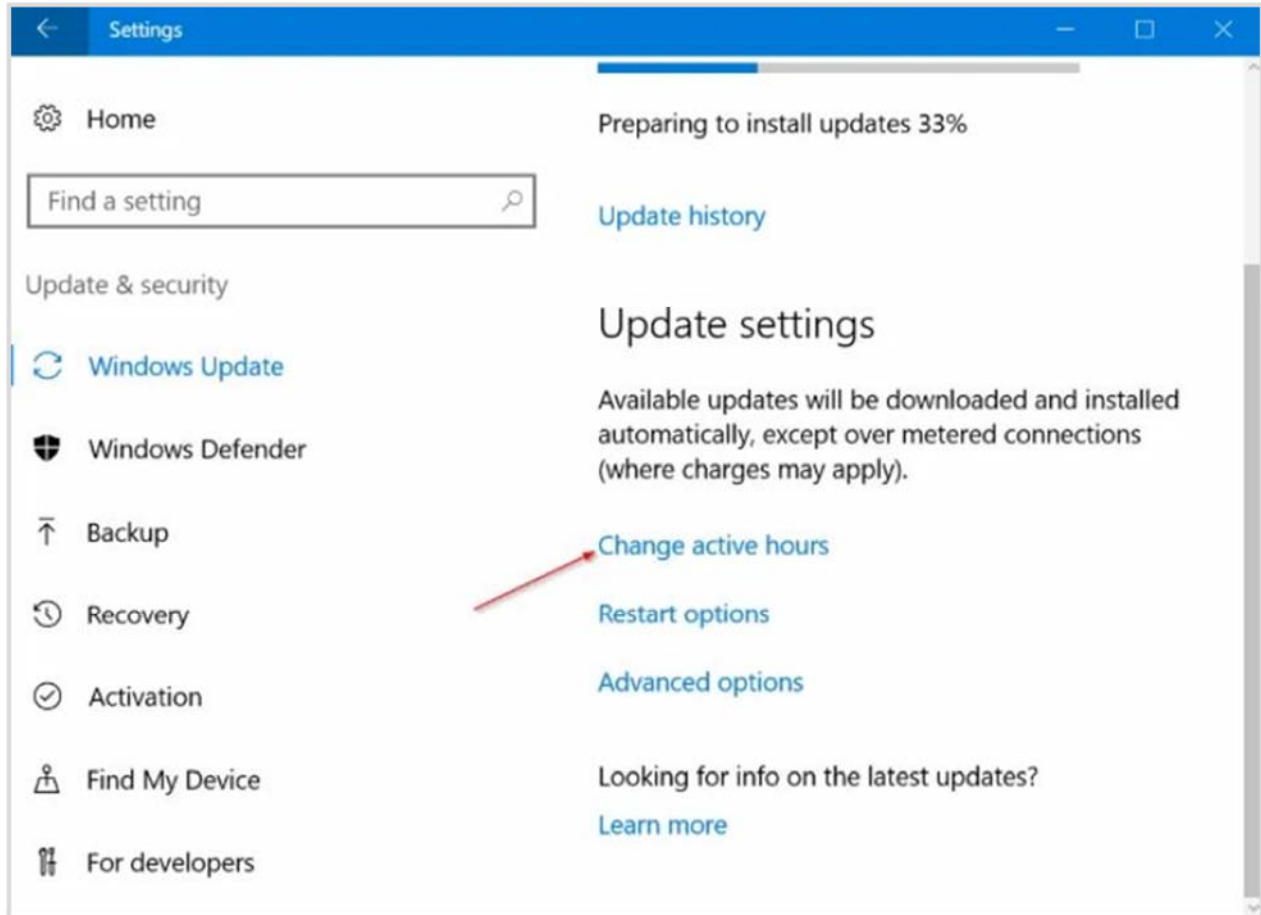 Settings
Home
Find a setting
Update & security
Windows Update
Windows Defender
Backup
Recovery
Activation
Find My Device
For developers
Preparing to install updates 33%
Update history
Update settings
Available updates will be downloaded and installed
automatically, except over metered connections
(where charges may apply).
Change active hours
Restart options
Advanced options
Looking for info on the latest updates?
Learn more